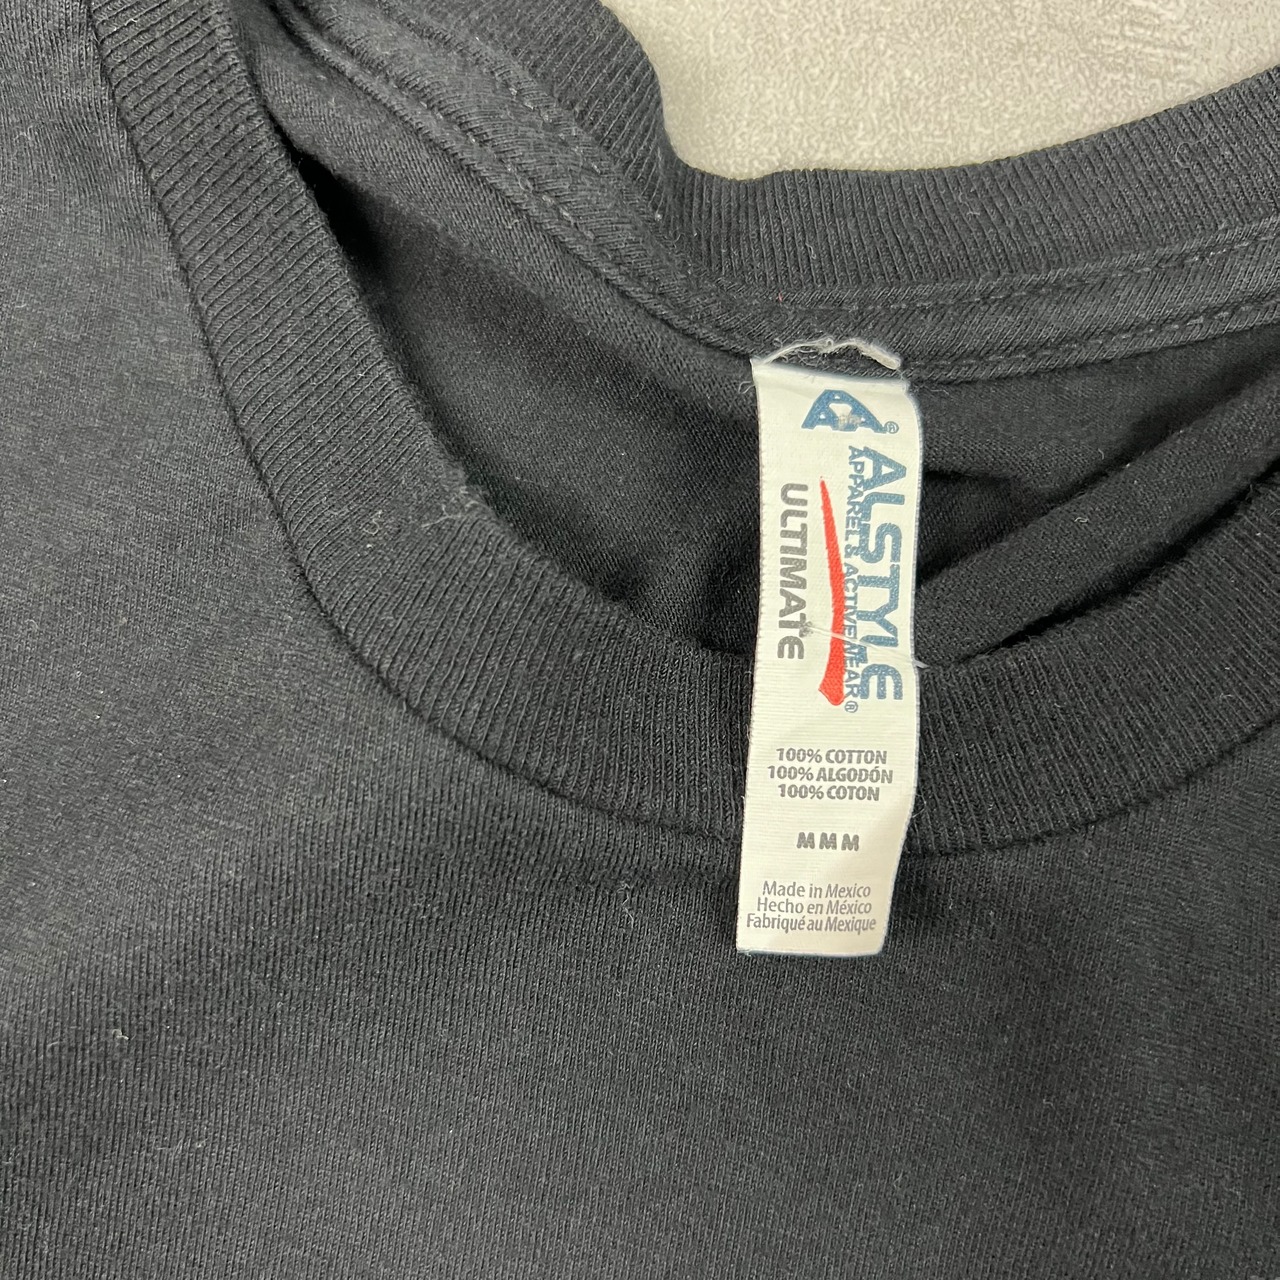 AA®
ALSTYLE
APPAREL & ACTIVEWEAR®
ULTIMATE
100% COTTON
100% ALGODÓN
100% COTON
M M M
Made in Mexico
Hecho en México
Fabriqué au Mexique